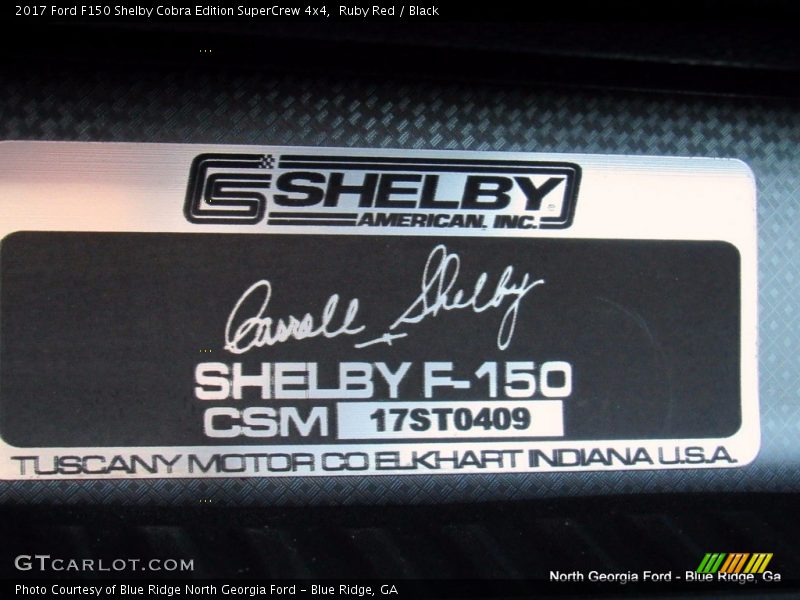 2017 Ford F150 Shelby Cobra Edition SuperCrew 4x4, Ruby Red / Black
SHELBY
AMERICAN, INC.
Carroll Shelby
SHELBY F-150
CSM 17ST0409
TUSCANY MOTOR CO ELKHART INDIANA U.S.A.
GTCARLOT.COM
North Georgia Ford - Blue Ridge, Ga
Photo Courtesy of Blue Ridge North Georgia Ford – Blue Ridge, GA